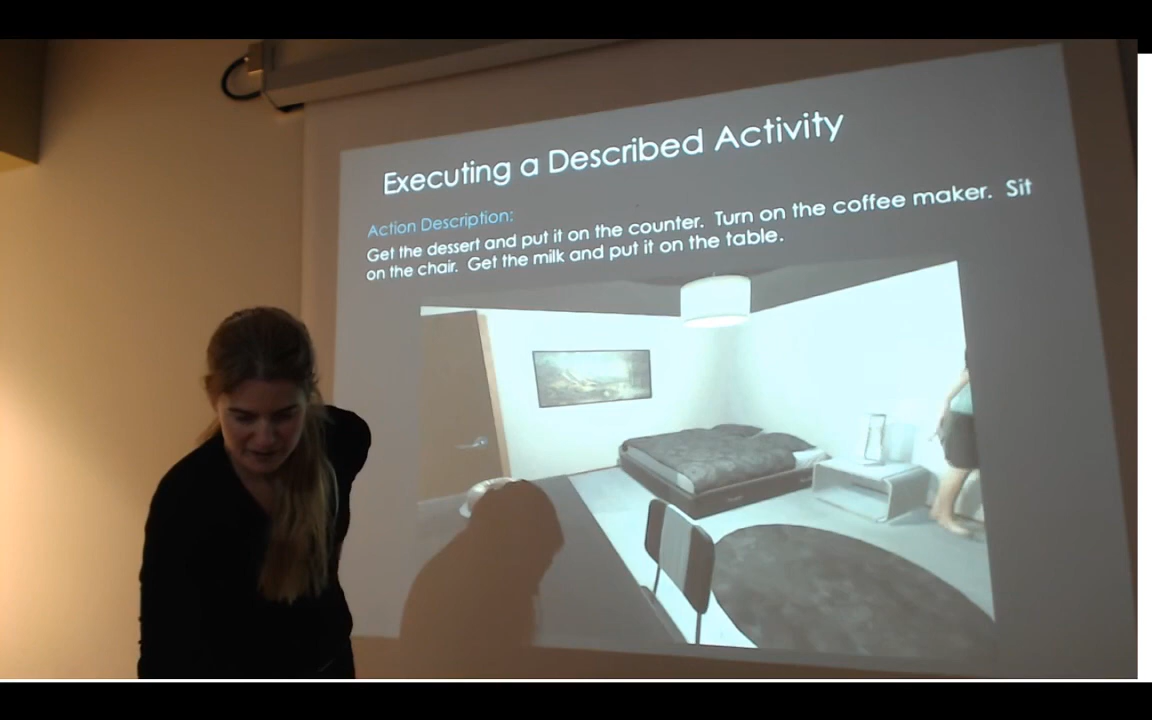 Executing a Described Activity
Action Description:
Get the dessert and put it on the counter. Turn on the coffee maker. Sit
on the chair. Get the milk and put it on the table.